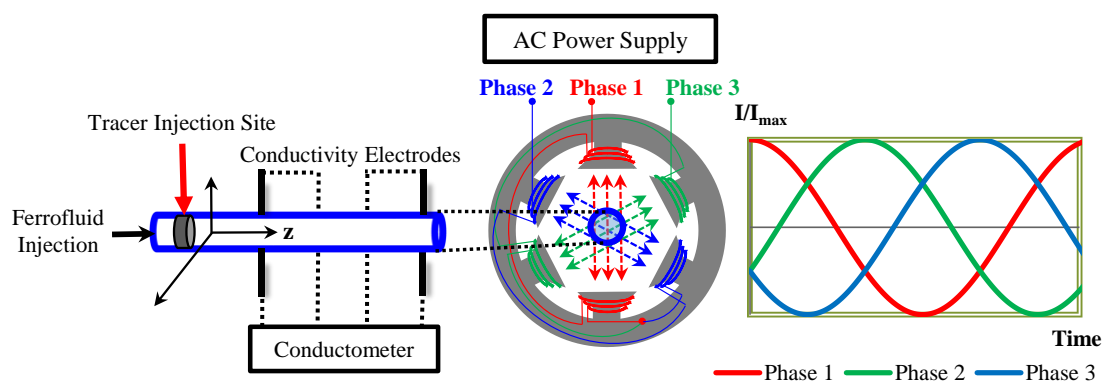 AC Power Supply
Phase 2 Phase 1 Phase 3
Tracer Injection Site
Conductivity Electrodes
Ferrofluid
Injection
z
Conductometer
I/Imax
Time
Phase 1 Phase 2 Phase 3